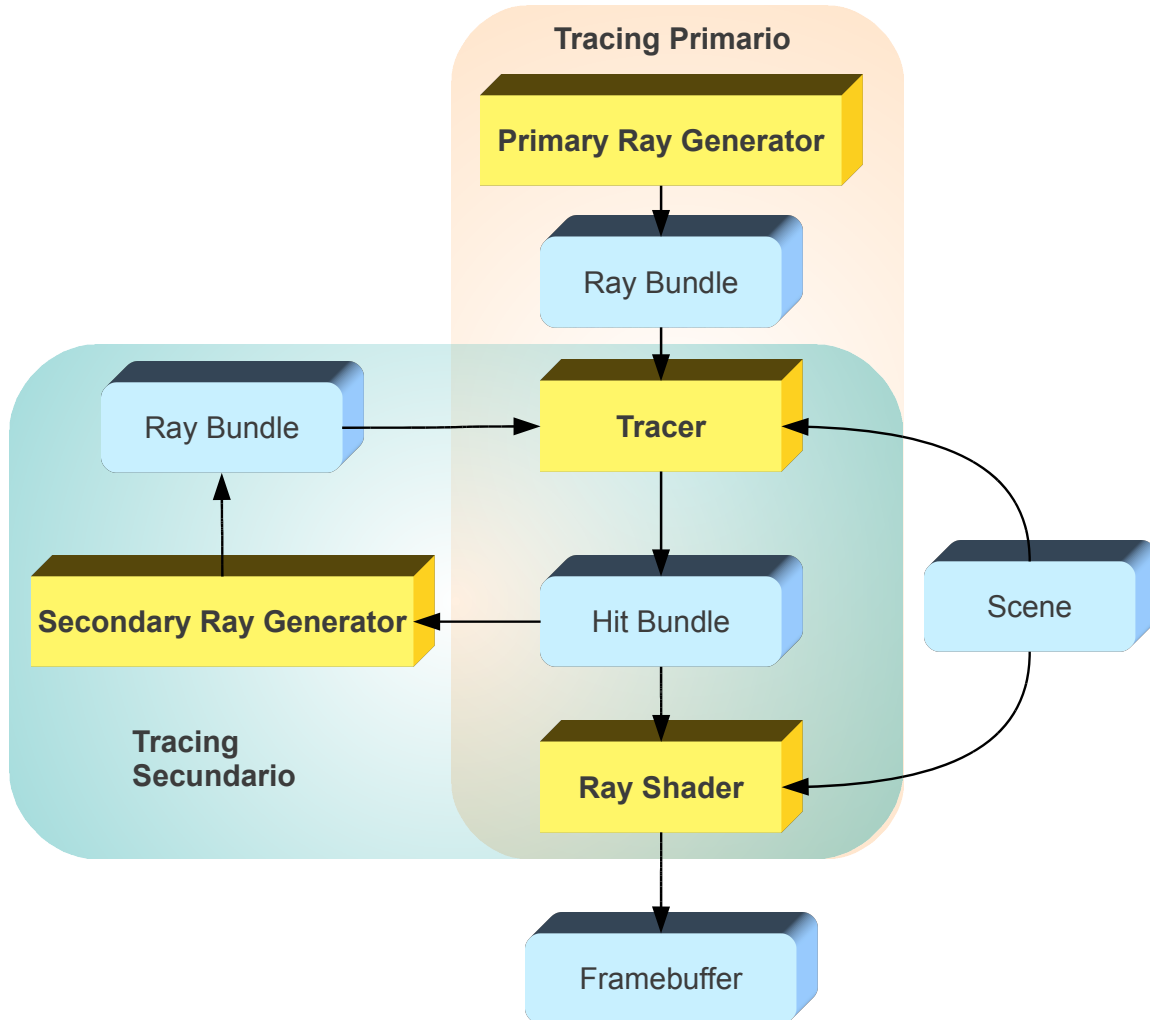 Tracing Primario
Primary Ray Generator
Ray Bundle
Ray Bundle
Tracer
Secondary Ray Generator
Hit Bundle
Scene
Tracing
Secundario
Ray Shader
Framebuffer